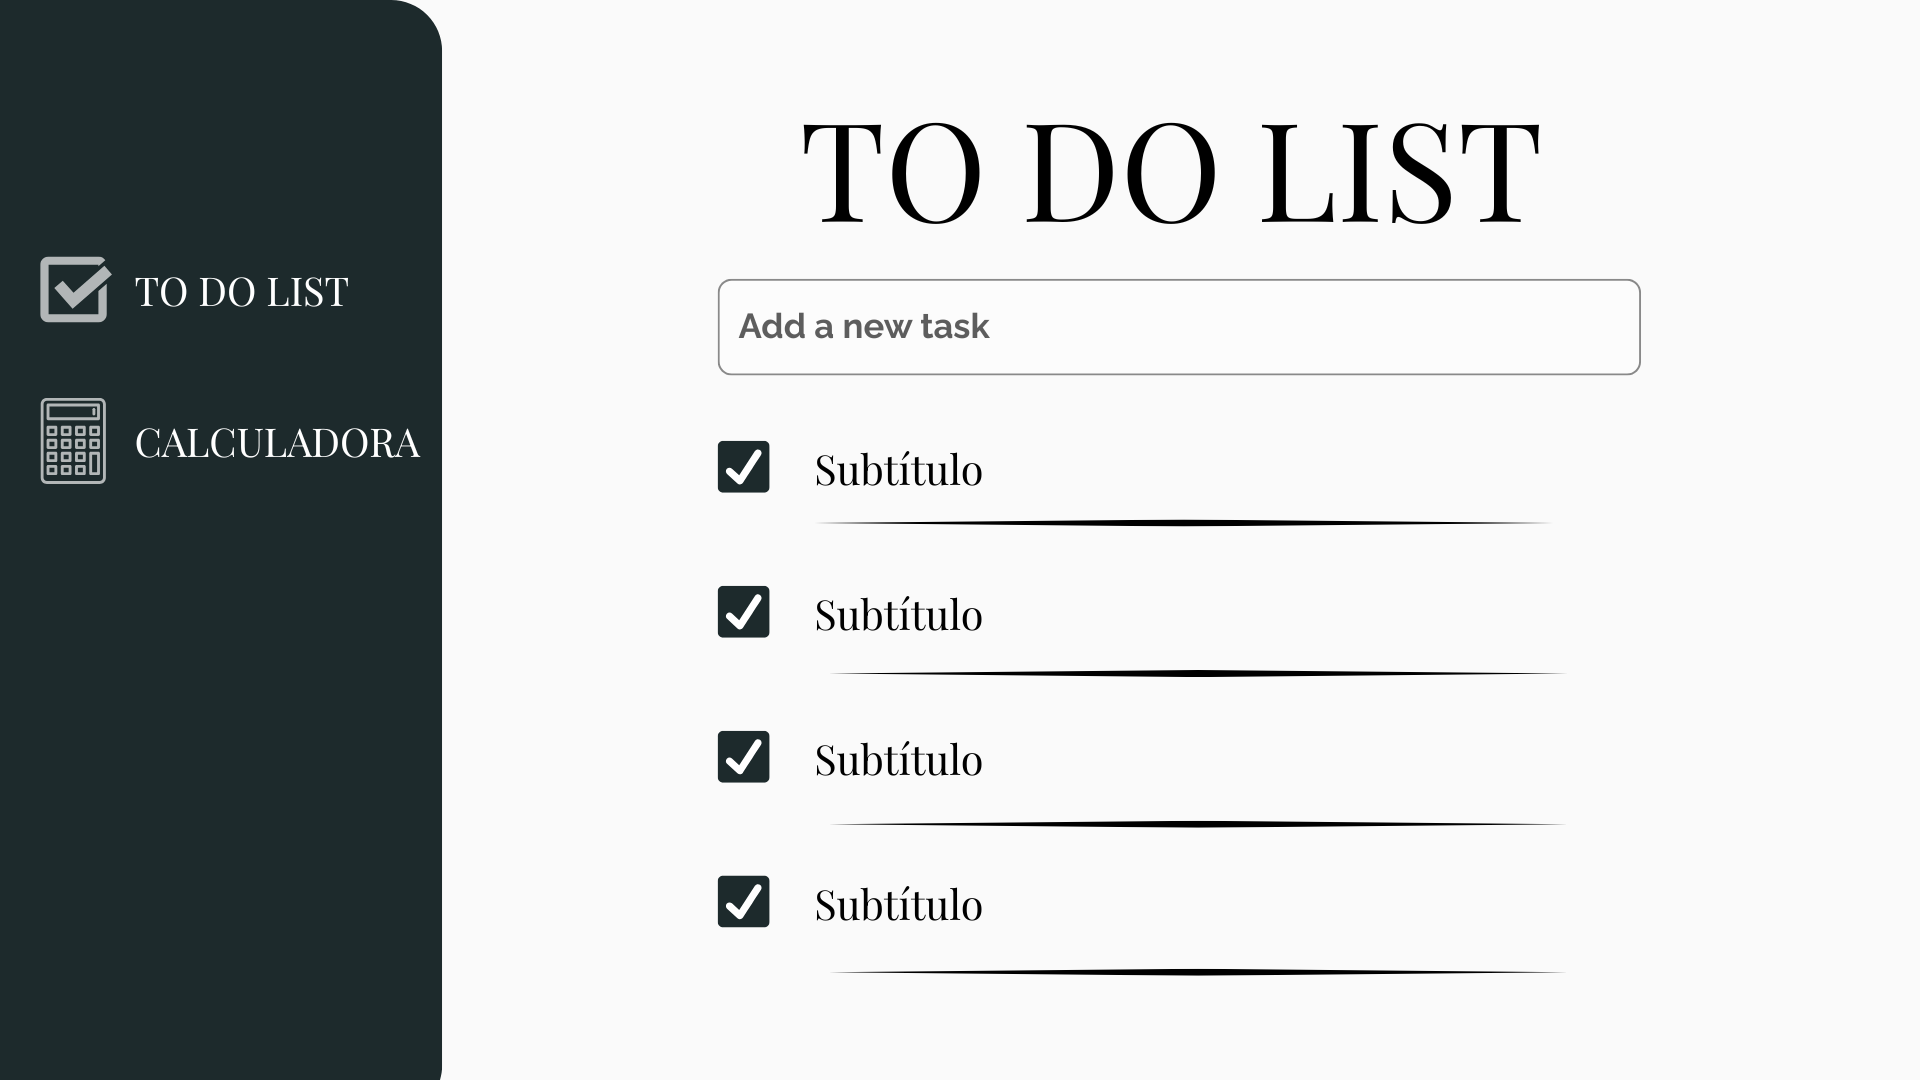 TO DO LIST
CALCULADORA
TO DO LIST
Add a new task
Subtítulo
Subtítulo
Subtítulo
Subtítulo